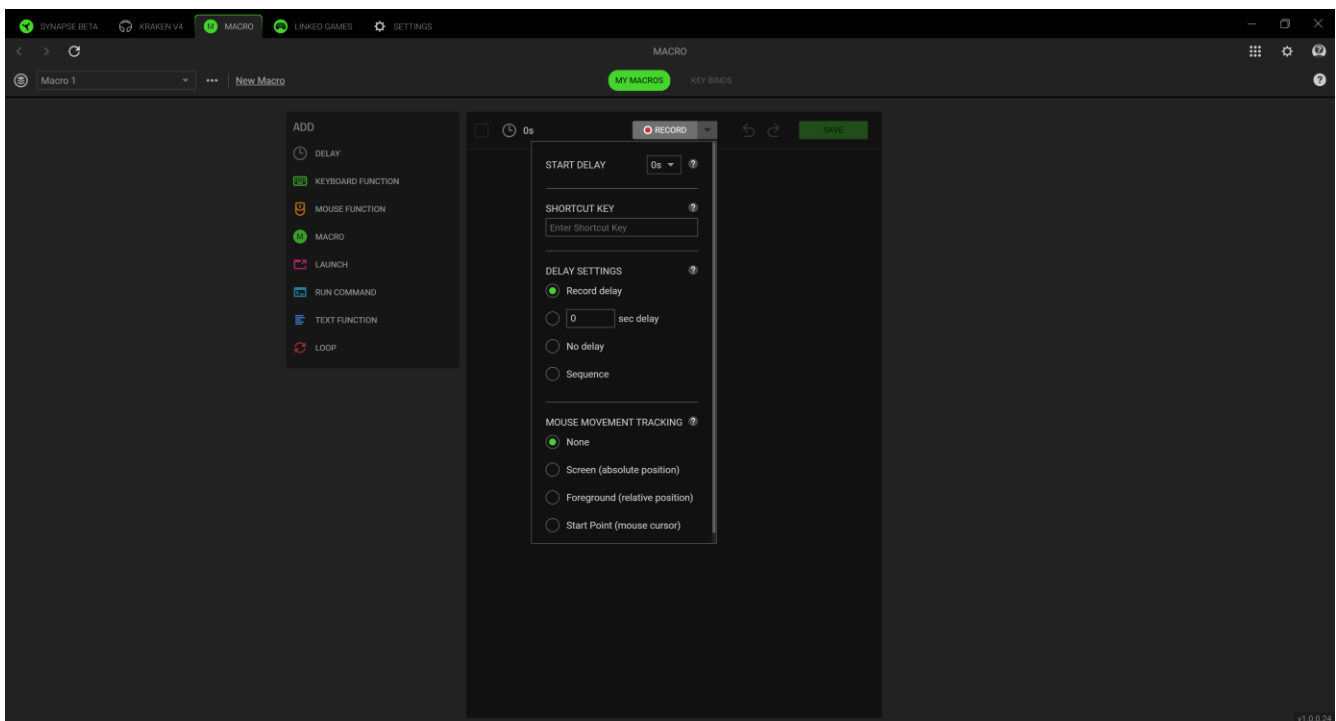 SYNAPSE BETA KRAKEN V4 M MACRO LINKED GAMES SETTINGS
MACRO
Macro 1 New Macro MY MACROS KEY BINDS
ADD
DELAY
KEYBOARD FUNCTION
MOUSE FUNCTION
M MACRO
LAUNCH
RUN COMMAND
TEXT FUNCTION
LOOP
0s RECORD SAVE
START DELAY 0s ?
SHORTCUT KEY ?
Enter Shortcut Key
DELAY SETTINGS ?
Record delay
0 sec delay
No delay
Sequence
MOUSE MOVEMENT TRACKING ?
None
Screen (absolute position)
Foreground (relative position)
Start Point (mouse cursor)
v1.0.0.24